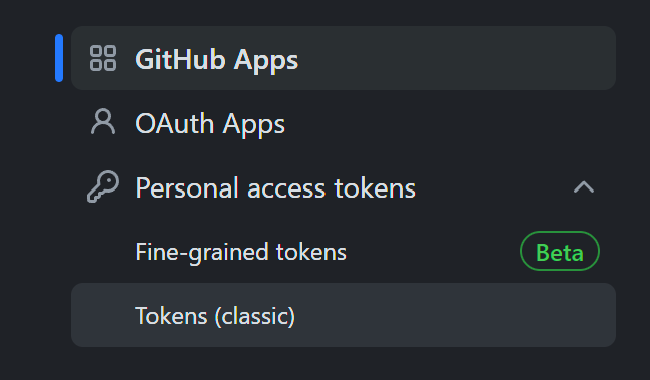 GitHub Apps
OAuth Apps
Personal access tokens
Fine-grained tokens Beta
Tokens (classic)